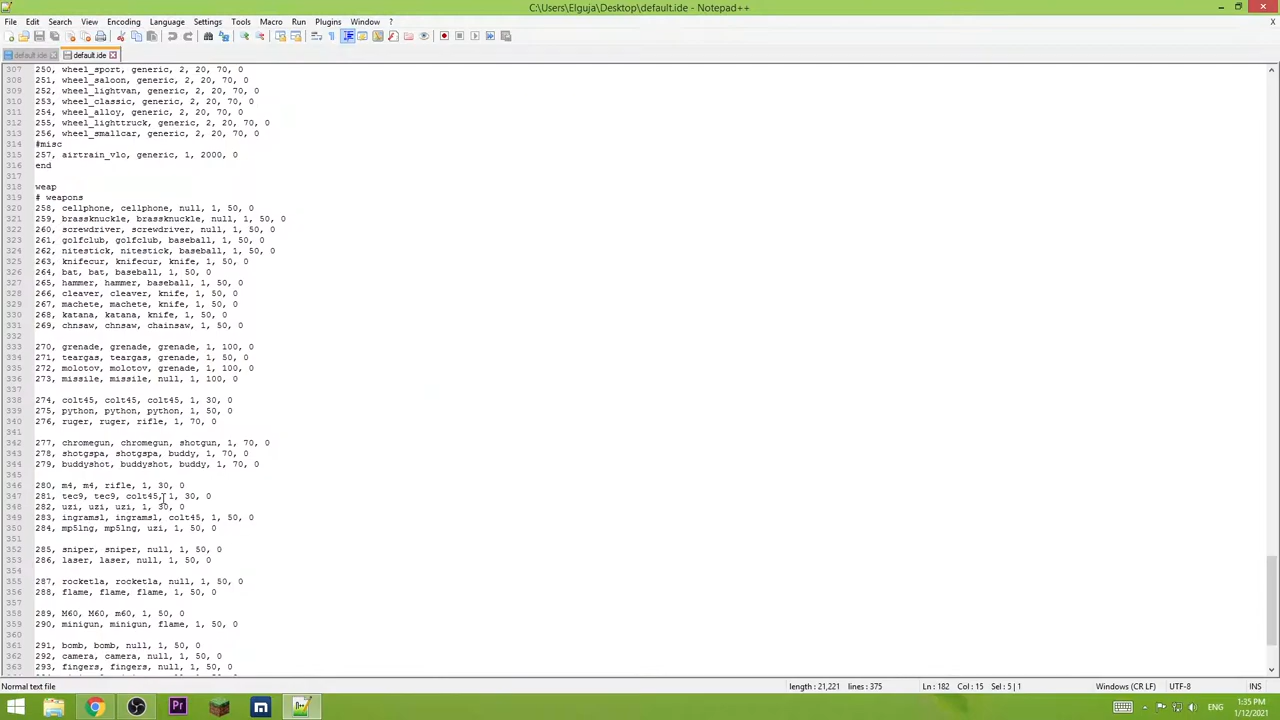 C:\Users\Elguja\Desktop\default.ide - Notepad++
File Edit Search View Encoding Language Settings Tools Macro Run Plugins Window ?
default.ide default.ide
307 250, wheel_sport, generic, 2, 20, 70, 0
308 251, wheel_saloon, generic, 2, 20, 70, 0
309 252, wheel_lightvan, generic, 2, 20, 70, 0
310 253, wheel_classic, generic, 2, 20, 70, 0
311 254, wheel_alloy, generic, 2, 20, 70, 0
312 255, wheel_lighttruck, generic, 2, 20, 70, 0
313 256, wheel_smallcar, generic, 2, 20, 70, 0
314 #misc
315 257, airtrain_vlo, generic, 1, 2000, 0
316 end
317
318 weap
319 # weapons
320 258, cellphone, cellphone, null, 1, 50, 0
321 259, brassknuckle, brassknuckle, null, 1, 50, 0
322 260, screwdriver, screwdriver, null, 1, 50, 0
323 261, golfclub, golfclub, baseball, 1, 50, 0
324 262, nitestick, nitestick, baseball, 1, 50, 0
325 263, knifecur, knifecur, knife, 1, 50, 0
326 264, bat, bat, baseball, 1, 50, 0
327 265, hammer, hammer, baseball, 1, 50, 0
328 266, cleaver, cleaver, knife, 1, 50, 0
329 267, machete, machete, knife, 1, 50, 0
330 268, katana, katana, knife, 1, 50, 0
331 269, chnsaw, chnsaw, chainsaw, 1, 50, 0
332
333 270, grenade, grenade, grenade, 1, 100, 0
334 271, teargas, teargas, grenade, 1, 50, 0
335 272, molotov, molotov, grenade, 1, 100, 0
336 273, missile, missile, null, 1, 100, 0
337
338 274, colt45, colt45, colt45, 1, 30, 0
339 275, python, python, python, 1, 50, 0
340 276, ruger, ruger, rifle, 1, 70, 0
341
342 277, chromegun, chromegun, shotgun, 1, 70, 0
343 278, shotgspa, shotgspa, buddy, 1, 70, 0
344 279, buddyshot, buddyshot, buddy, 1, 70, 0
345
346 280, m4, m4, rifle, 1, 30, 0
347 281, tec9, tec9, colt45, 1, 30, 0
348 282, uzi, uzi, uzi, 1, 30, 0
349 283, ingramsl, ingramsl, colt45, 1, 50, 0
350 284, mp5lng, mp5lng, uzi, 1, 50, 0
351
352 285, sniper, sniper, null, 1, 50, 0
353 286, laser, laser, null, 1, 50, 0
354
355 287, rocketla, rocketla, null, 1, 50, 0
356 288, flame, flame, flame, 1, 50, 0
357
358 289, M60, M60, m60, 1, 50, 0
359 290, minigun, minigun, flame, 1, 50, 0
360
361 291, bomb, bomb, null, 1, 50, 0
362 292, camera, camera, null, 1, 50, 0
363 293, fingers, fingers, null, 1, 50, 0
Normal text file length : 21,221 lines : 375 Ln : 182 Col : 15 Sel : 5 | 1 Windows (CR LF) UTF-8 INS
Pr ENG 1:35 PM
1/12/2021